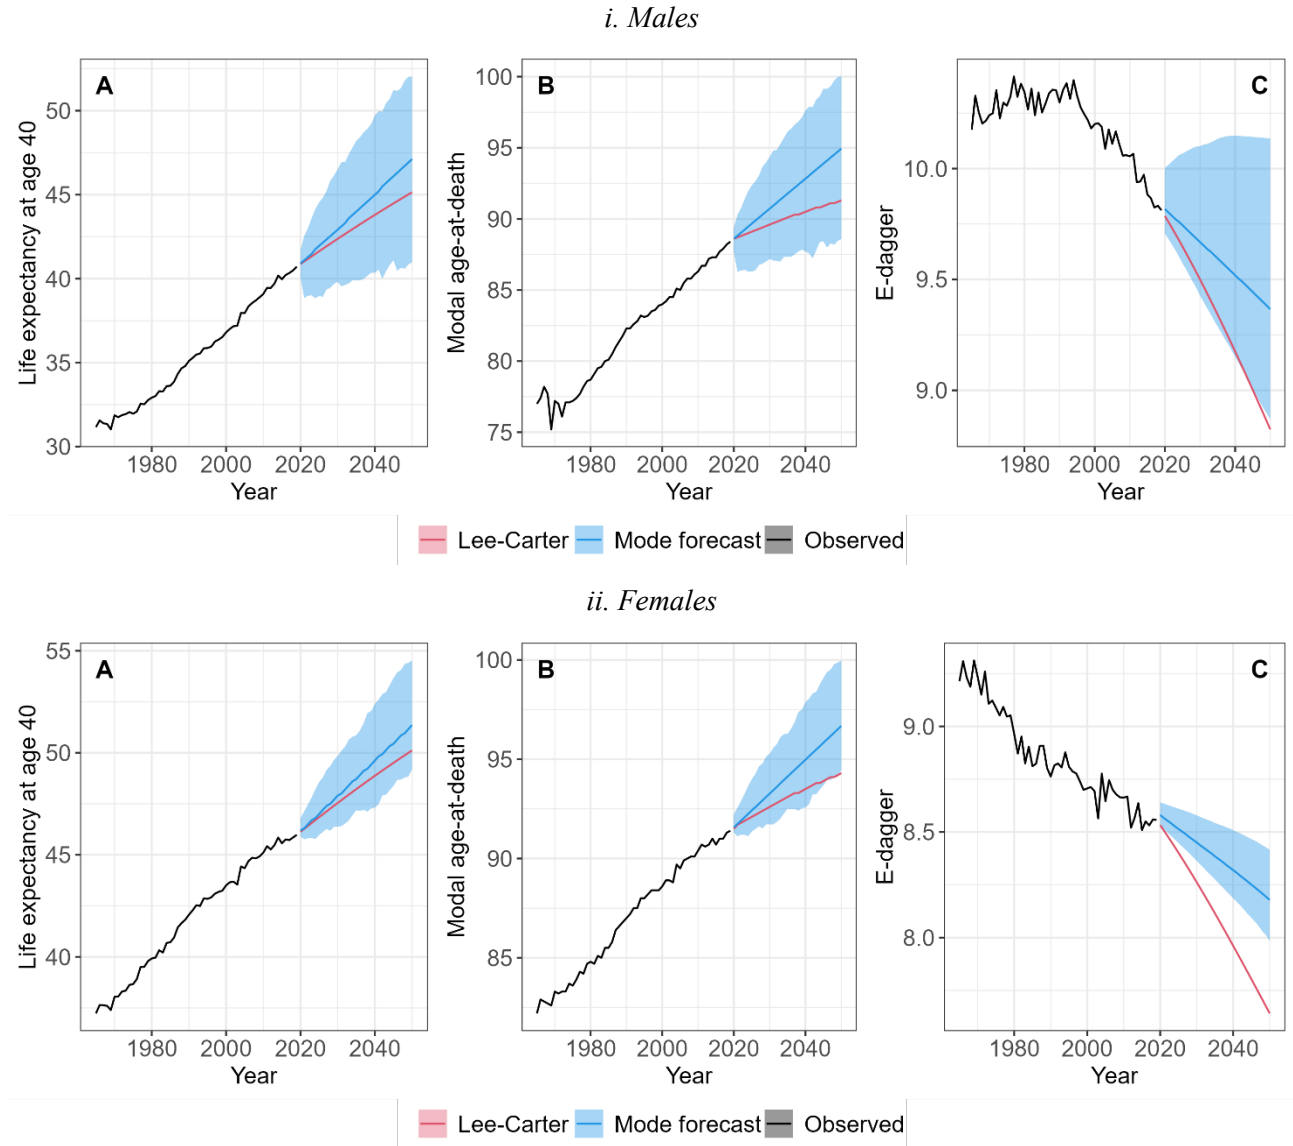 i. Males
A
Life expectancy at age 40
50
45
40
35
30
1980 2000 2020 2040
Year
B
Modal age-at-death
100
95
90
85
80
75
1980 2000 2020 2040
Year
C
E-dagger
10.0
9.5
9.0
1980 2000 2020 2040
Year
Lee-Carter Mode forecast Observed
ii. Females
A
Life expectancy at age 40
55
50
45
40
1980 2000 2020 2040
Year
B
Modal age-at-death
100
95
90
85
1980 2000 2020 2040
Year
C
E-dagger
9.0
8.5
8.0
1980 2000 2020 2040
Year
Lee-Carter Mode forecast Observed